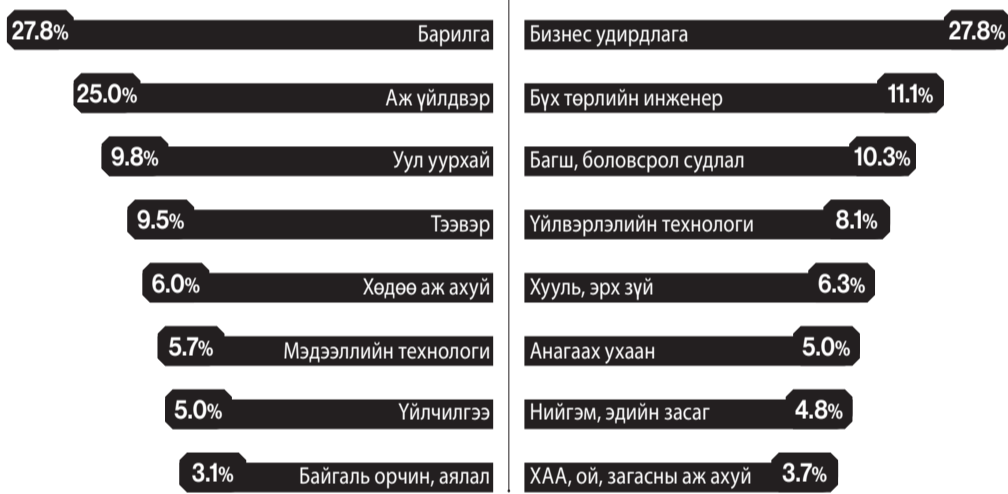 27.8% Барилга
25.0% Аж үйлдвэр
9.8% Уул уурхай
9.5% Тээвэр
6.0% Хөдөө аж ахуй
5.7% Мэдээллийн технологи
5.0% Үйлчилгээ
3.1% Байгаль орчин, аялал
Бизнес удирдлага 27.8%
Бүх төрлийн инженер 11.1%
Багш, боловсрол судлал 10.3%
Үйлвэрлэлийн технологи 8.1%
Хууль, эрх зүй 6.3%
Анагаах ухаан 5.0%
Нийгэм, эдийн засаг 4.8%
ХАА, ой, загасны аж ахуй 3.7%